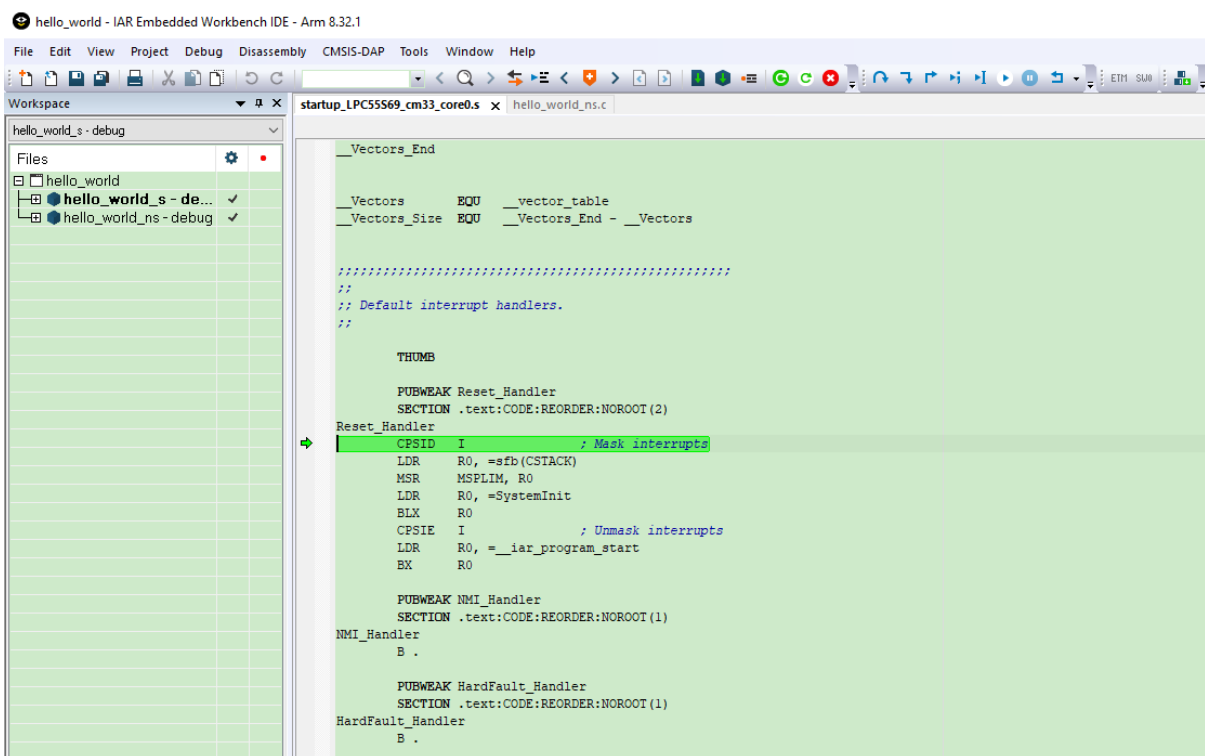 hello_world - IAR Embedded Workbench IDE - Arm 8.32.1
File Edit View Project Debug Disassembly CMSIS-DAP Tools Window Help
ETM SWO
Workspace
startup_LPC55S69_cm33_core0.s x hello_world_ns.c
hello_world_s - debug
Files
hello_world
hello_world_s - de...
hello_world_ns - debug
__Vectors_End
__Vectors EQU __vector_table
__Vectors_Size EQU __Vectors_End - __Vectors
;;;;;;;;;;;;;;;;;;;;;;;;;;;;;;;;;;;;;;;;;;;;;;;;;;;;
;;
;; Default interrupt handlers.
;;
THUMB
PUBWEAK Reset_Handler
SECTION .text:CODE:REORDER:NOROOT(2)
Reset_Handler
CPSID I ; Mask interrupts
LDR R0, =sfb(CSTACK)
MSR MSPLIM, R0
LDR R0, =SystemInit
BLX R0
CPSIE I ; Unmask interrupts
LDR R0, =__iar_program_start
BX R0
PUBWEAK NMI_Handler
SECTION .text:CODE:REORDER:NOROOT(1)
NMI_Handler
B .
PUBWEAK HardFault_Handler
SECTION .text:CODE:REORDER:NOROOT(1)
HardFault_Handler
B .